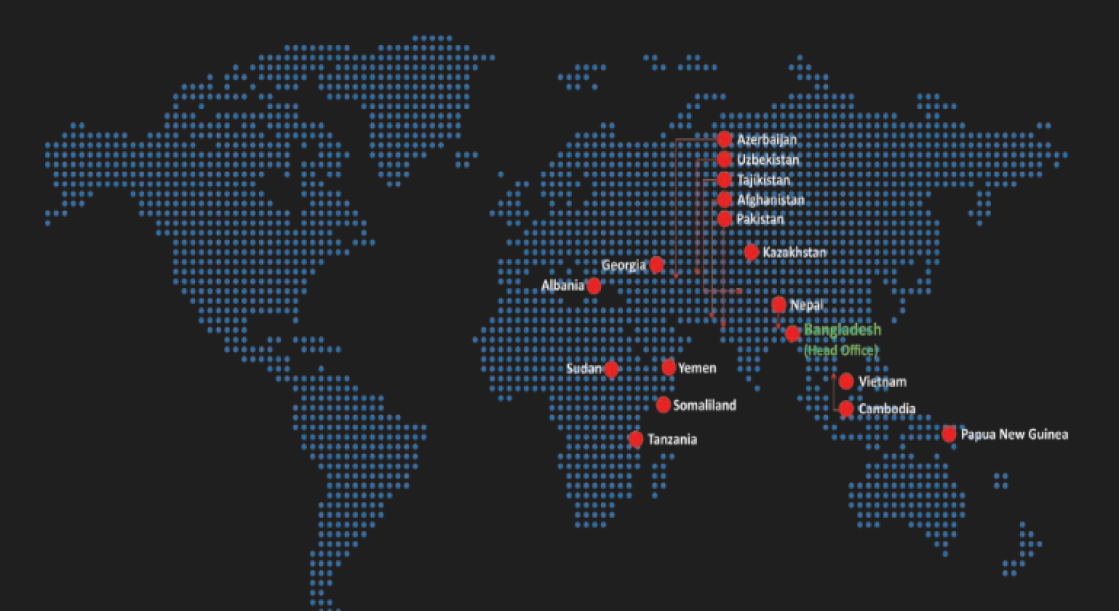 Azerbaijan
Uzbekistan
Tajikistan
Afghanistan
Pakistan
Kazakhstan
Georgia
Albania
Nepal
Bangladesh
(Head Office)
Sudan
Yemen
Vietnam
Somaliland
Cambodia
Tanzania
Papua New Guinea